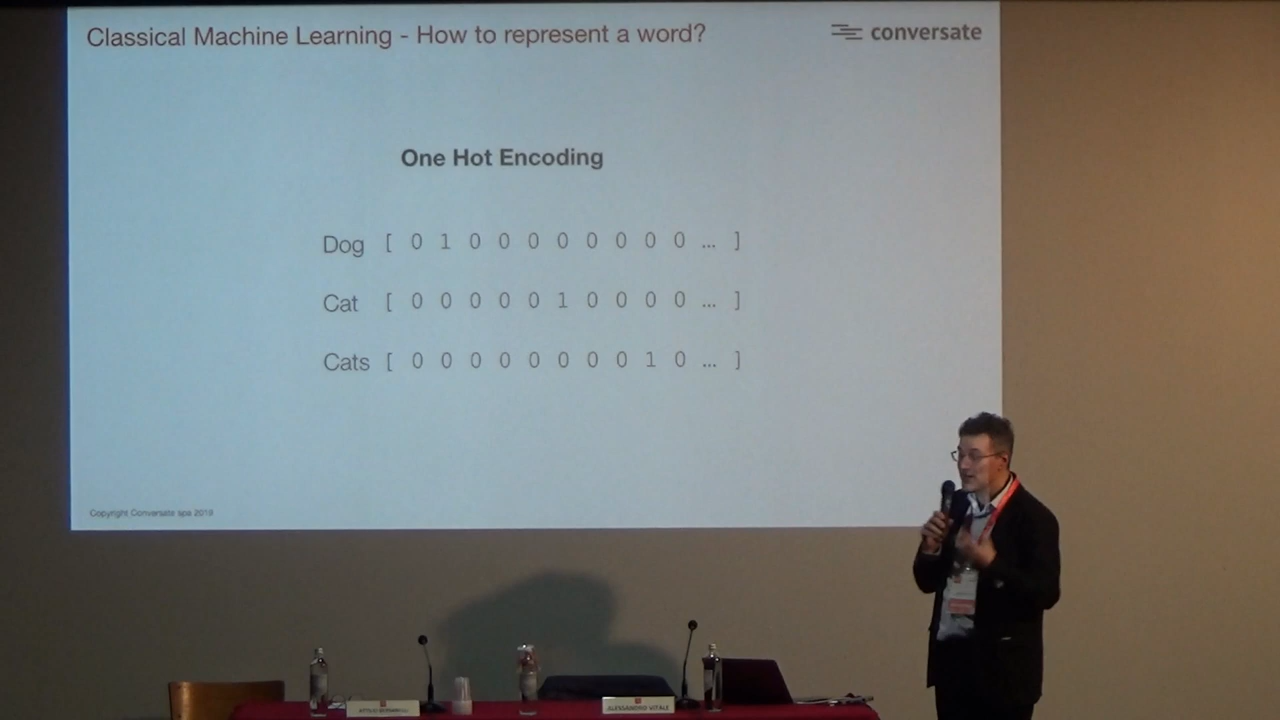 Classical Machine Learning - How to represent a word?
conversate
One Hot Encoding
Dog [ 0 1 0 0 0 0 0 0 0 0 ... ]
Cat [ 0 0 0 0 0 1 0 0 0 0 ... ]
Cats [ 0 0 0 0 0 0 0 0 1 0 ... ]
Copyright Conversate spa 2019
ALESSANDRO VITALE